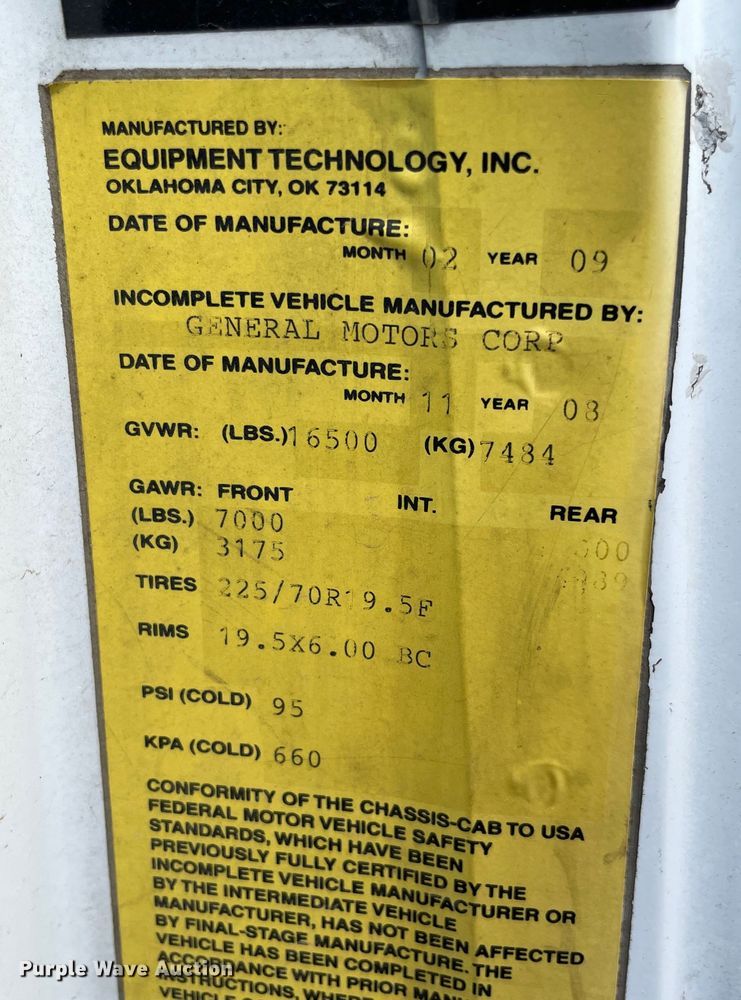 MANUFACTURED BY:
EQUIPMENT TECHNOLOGY, INC.
OKLAHOMA CITY, OK 73114
DATE OF MANUFACTURE:
MONTH 02 YEAR 09
INCOMPLETE VEHICLE MANUFACTURED BY:
GENERAL MOTORS CORP
DATE OF MANUFACTURE:
MONTH 11 YEAR 08
GVWR: (LBS.)16500 (KG)7484
GAWR: FRONT INT. REAR
(LBS.) 7000
(KG) 3175
TIRES 225/70R19.5F
RIMS 19.5X6.00 BC
PSI (COLD) 95
KPA (COLD) 660
CONFORMITY OF THE CHASSIS-CAB TO USA
FEDERAL MOTOR VEHICLE SAFETY
STANDARDS, WHICH HAVE BEEN
PREVIOUSLY FULLY CERTIFIED BY THE
INCOMPLETE VEHICLE MANUFACTURER OR
BY THE INTERMEDIATE VEHICLE
MANUFACTURER, HAS NOT BEEN AFFECTED
BY FINAL-STAGE MANUFACTURE. THE
VEHICLE HAS BEEN COMPLETED IN
ACCORDANCE WITH PRIOR
INSTRUCTIONS,
VEHICLE
Purple Wave Auction